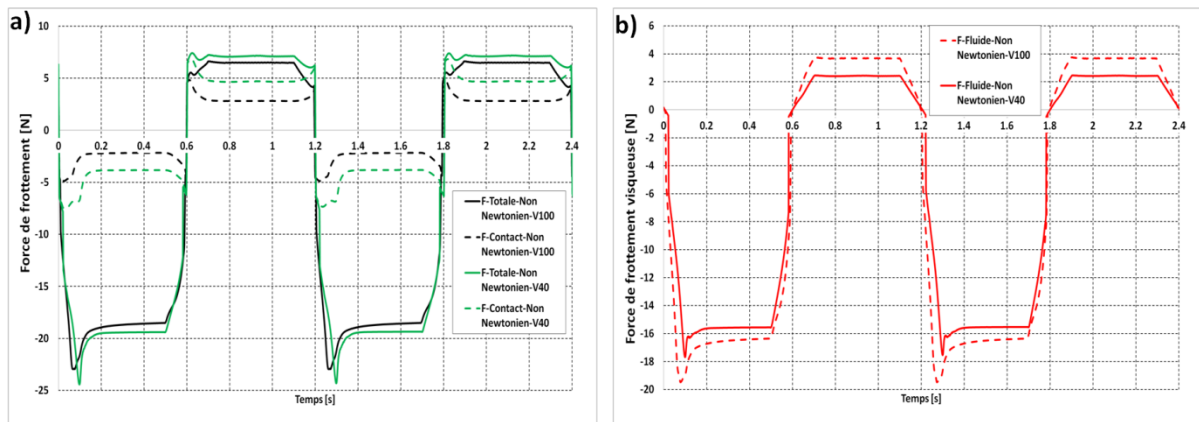 a)
Force de frottement [N]
10
5
0
-5
-10
-15
-20
-25
0
0.2
0.4
0.6
0.8
1
1.2
1.4
1.6
1.8
2
2.2
2.4
F-Totale-Non
Newtonien-V100
F-Contact-Non
Newtonien-V100
F-Totale-Non
Newtonien-V40
F-Contact-Non
Newtonien-V40
Temps [s]
b)
Force de frottement visqueuse [N]
6
4
2
0
-2
-4
-6
-8
-10
-12
-14
-16
-18
-20
0
0.2
0.4
0.6
0.8
1
1.2
1.4
1.6
1.8
2
2.2
2.4
F-Fluide-Non
Newtonien-V100
F-Fluide-Non
Newtonien-V40
Temps [s]